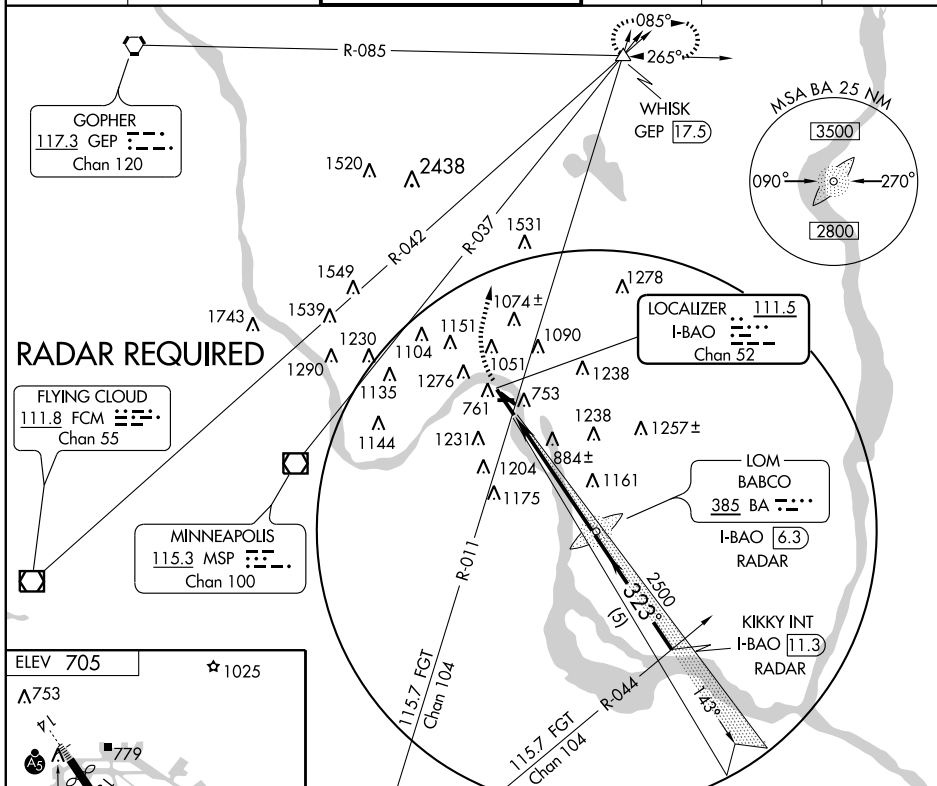 085°
R-085
265°
WHISK
GEP 17.5
GOPHER
117.3 GEP
Chan 120
MSA BA 25 NM
3500
090°
270°
2800
1520
2438
R-042
R-037
1531
1549
1278
1539
1743
1074±
LOCALIZER 111.5
I-BAO
Chan 52
1151
1090
1104
1230
1051
RADAR REQUIRED
1290
1276
1238
1135
FLYING CLOUD
111.8 FCM
Chan 55
761
753
1144
1231
1238
1257±
884±
LOM
BABCO
385 BA
I-BAO 6.3
RADAR
1204
1161
1175
MINNEAPOLIS
115.3 MSP
Chan 100
R-011
2500
323°
(5)
KIKKY INT
I-BAO 11.3
RADAR
143°
115.7 FGT
Chan 104
R-044
115.7 FGT
Chan 104
ELEV 705
1025
753
14
A5
779